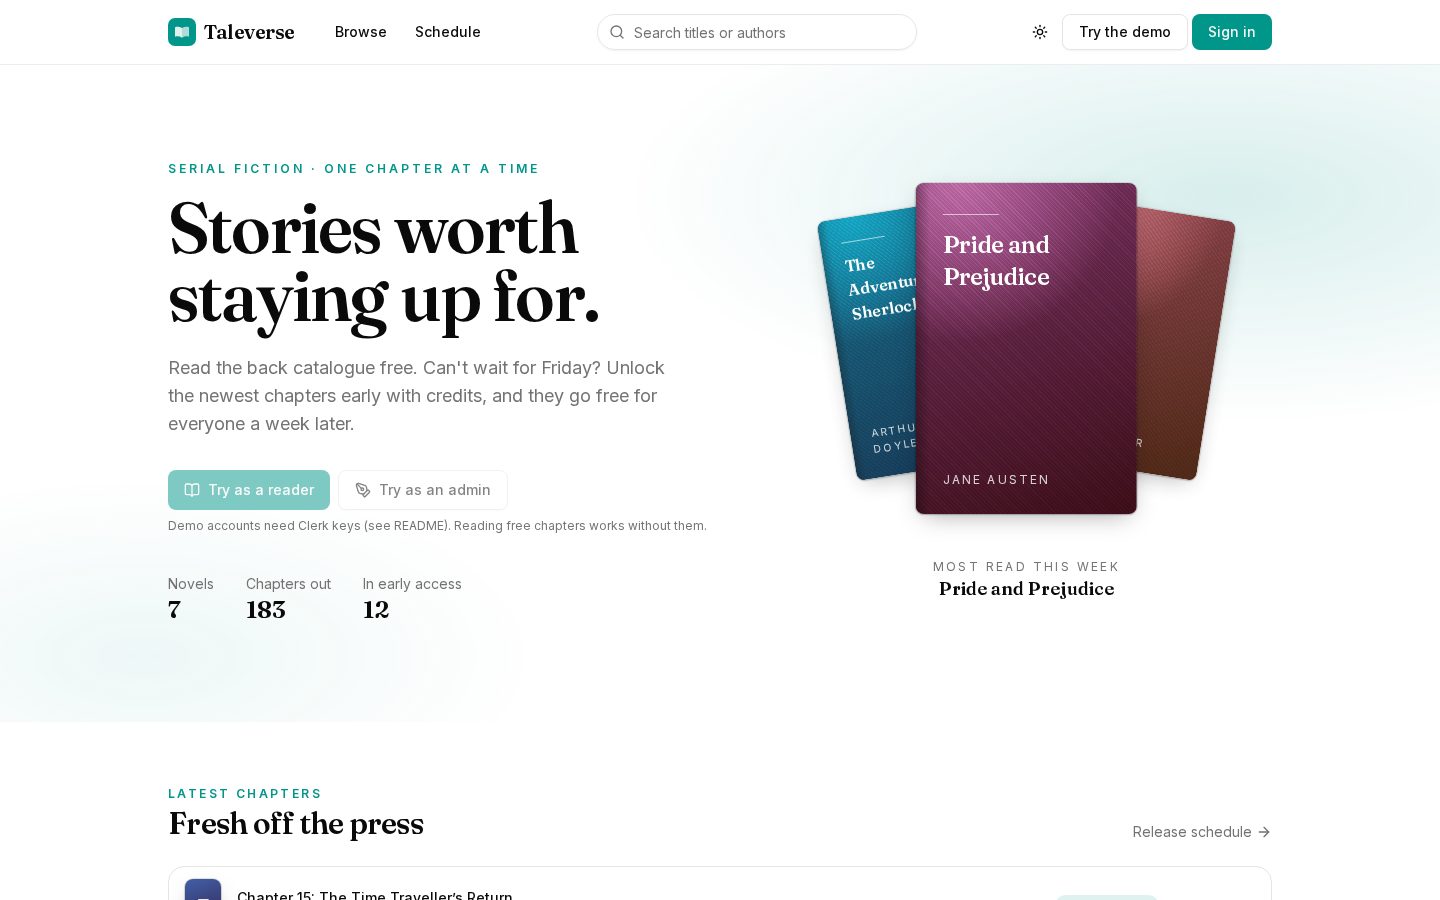 Taleverse
Browse
Schedule
Search titles or authors
Try the demo
Sign in
SERIAL FICTION · ONE CHAPTER AT A TIME
Stories worth
staying up for.
Read the back catalogue free. Can't wait for Friday? Unlock
the newest chapters early with credits, and they go free for
everyone a week later.
Try as a reader
Try as an admin
Demo accounts need Clerk keys (see README). Reading free chapters works without them.
Novels
7
Chapters out
183
In early access
12
The
Sherlock
DOYLE
Pride and
Prejudice
JANE AUSTEN
MOST READ THIS WEEK
Pride and Prejudice
LATEST CHAPTERS
Fresh off the press
Release schedule
Chapter 15: The Time Traveller's Return